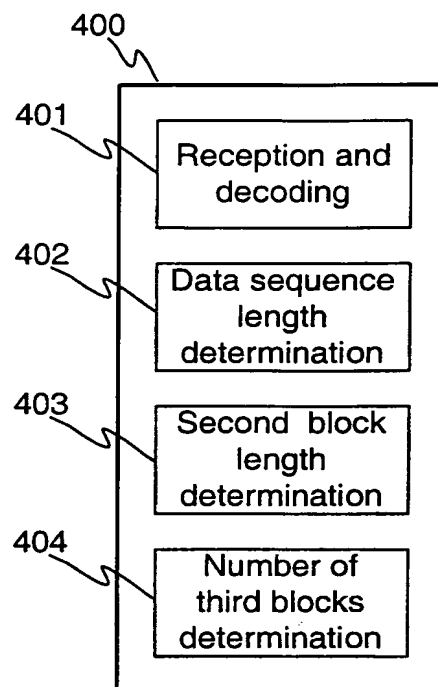 400
401
Reception and
decoding
402
Data sequence
length
determination
403
Second block
length
determination
404
Number of
third blocks
determination